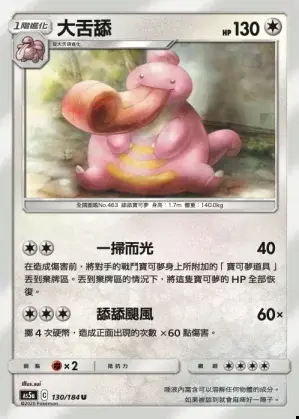 1階進化
大舌舔
HP 130
從大舌頭進化
全國圖鑑No.463 舔舔寶可夢 身高:1.7m 體重:140.0kg
一掃而光 40
在造成傷害前,將對手的戰鬥寶可夢身上所附加的「寶可夢道具」
丟到棄牌區。丟到棄牌區的情況下,將這隻寶可夢的HP全部恢
復。
舔舔颶風 60×
擲4次硬幣,造成正面出現的次數×60點傷害。
弱點 ×2 抵抗力 撤退
Illus.sui
AS5a C 130/184 U
©2020 Pokémon
唾液內富含可以溶解任何物體的成分。
如果被舔到就會麻痺好一陣子。